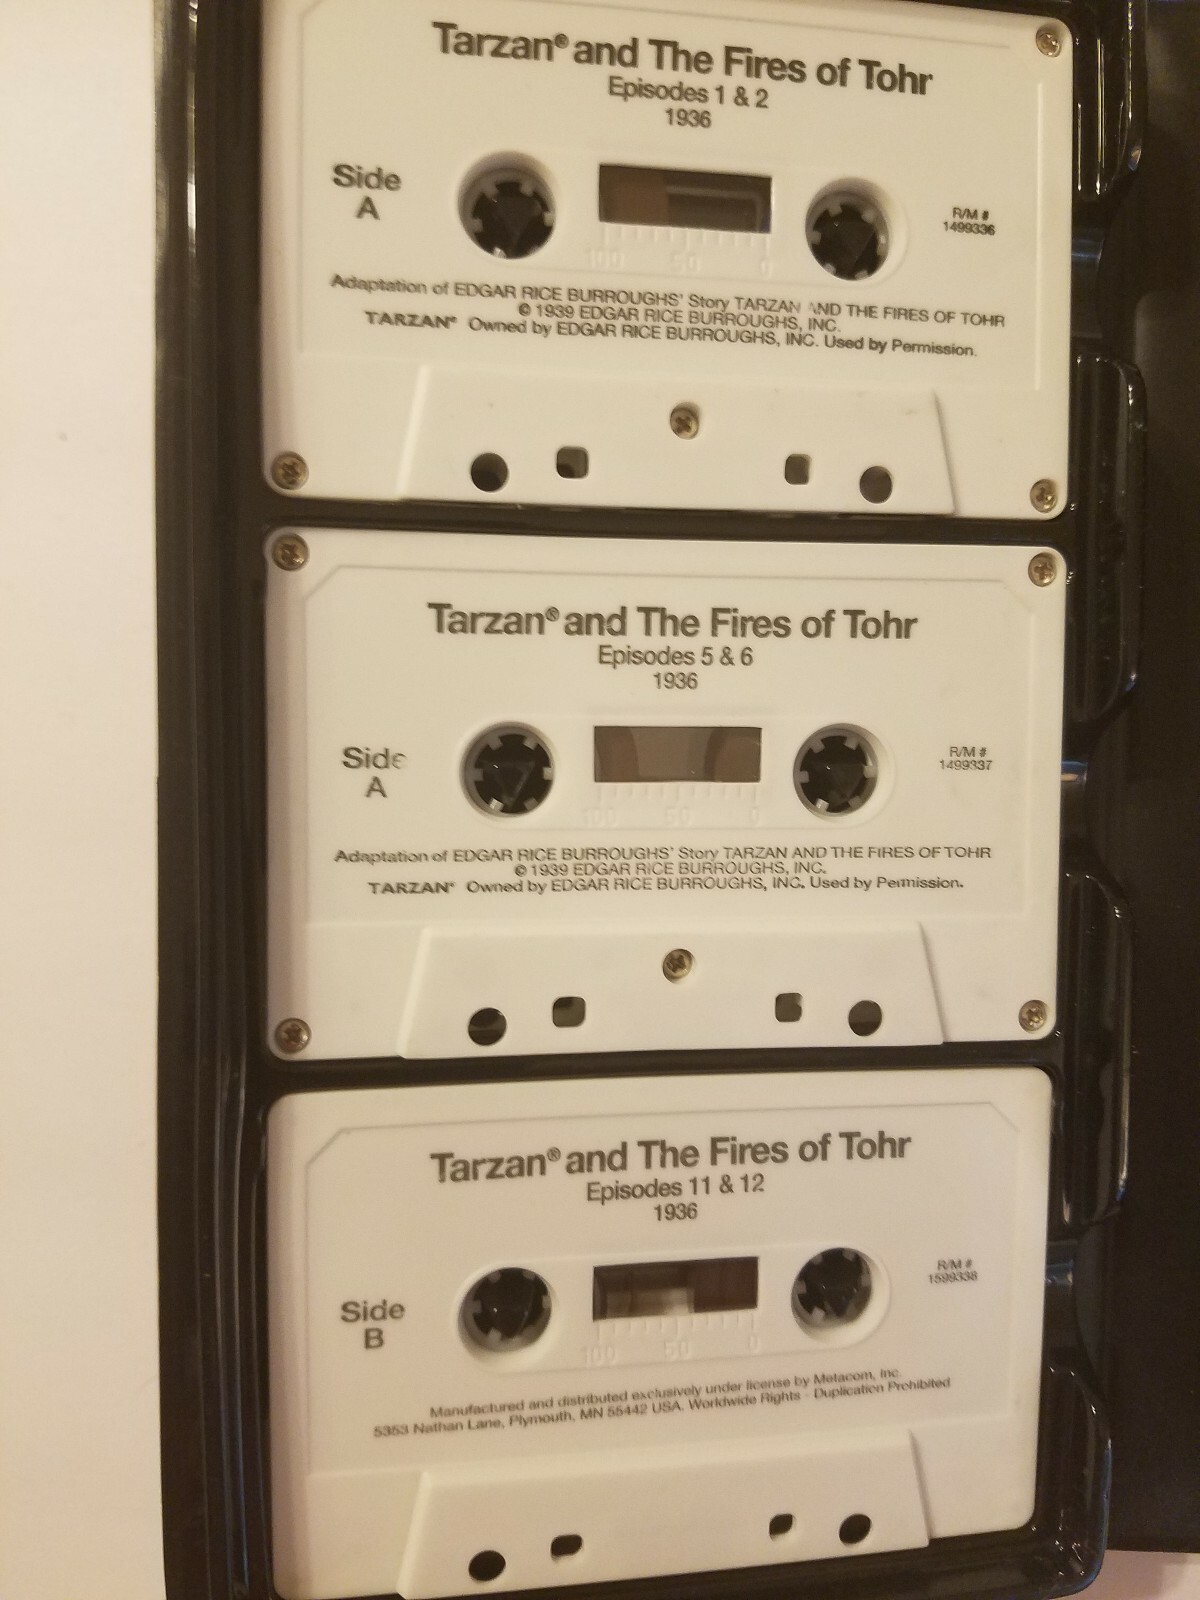 Tarzan® and The Fires of Tohr
Episodes 1 & 2
1936
Side
A
R/M #
1499336
100 50 0
Adaptation of EDGAR RICE BURROUGHS' Story TARZAN AND THE FIRES OF TOHR
© 1939 EDGAR RICE BURROUGHS, INC.
TARZAN® Owned by EDGAR RICE BURROUGHS, INC. Used by Permission.
Tarzan® and The Fires of Tohr
Episodes 5 & 6
1936
Side
A
R/M #
1499337
100 50 0
Adaptation of EDGAR RICE BURROUGHS' Story TARZAN AND THE FIRES OF TOHR
© 1939 EDGAR RICE BURROUGHS, INC.
TARZAN® Owned by EDGAR RICE BURROUGHS, INC. Used by Permission.
Tarzan® and The Fires of Tohr
Episodes 11 & 12
1936
Side
B
R/M #
1599338
100 50 0
Manufactured and distributed exclusively under license by Metacom, Inc.
5353 Nathan Lane, Plymouth, MN 55442 USA. Worldwide Rights - Duplication Prohibited